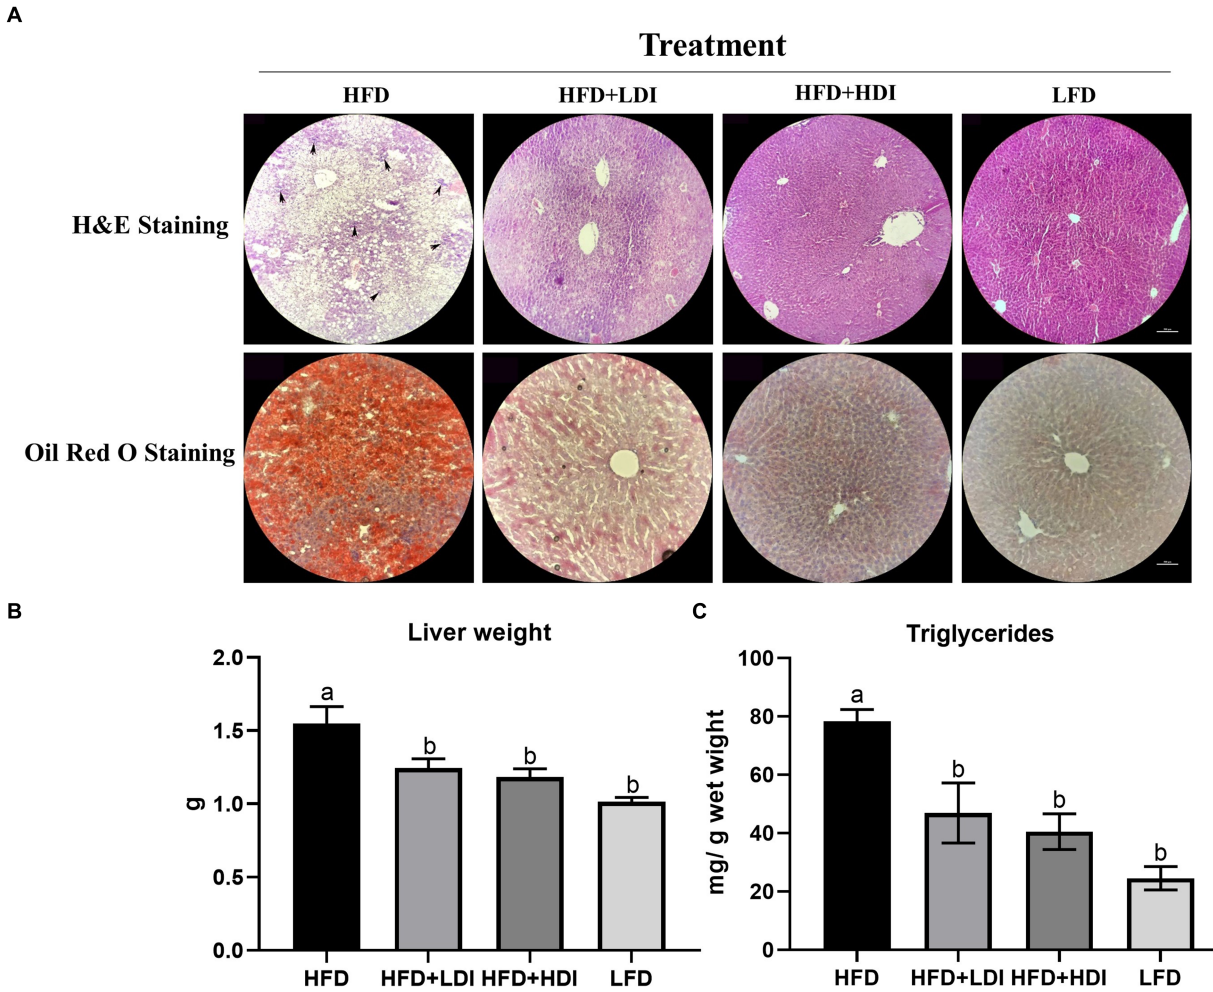 A
Treatment
HFD HFD+LDI HFD+HDI LFD
H&E Staining
Oil Red O Staining
B
Liver weight
g
2.0
1.5
1.0
0.5
0.0
a
b
b
b
HFD HFD+LDI HFD+HDI LFD
C
Triglycerides
mg/ g wet wight
100
80
60
40
20
0
a
b
b
b
HFD HFD+LDI HFD+HDI LFD